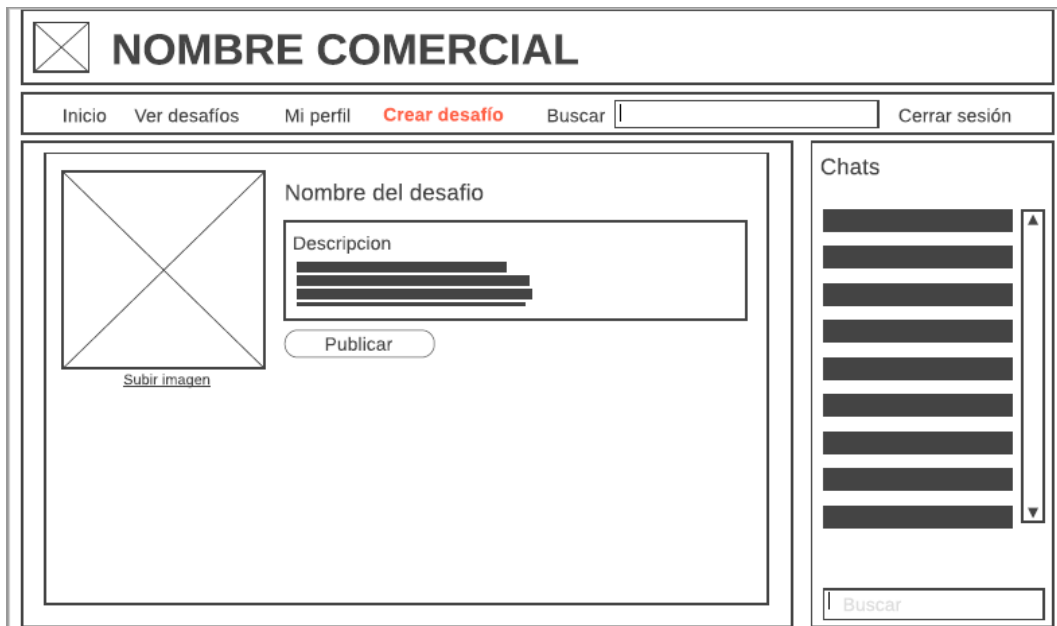 NOMBRE COMERCIAL
Inicio Ver desafíos Mi perfil Crear desafío Buscar Cerrar sesión
Nombre del desafio
Descripcion
Publicar
Subir imagen
Chats
Buscar